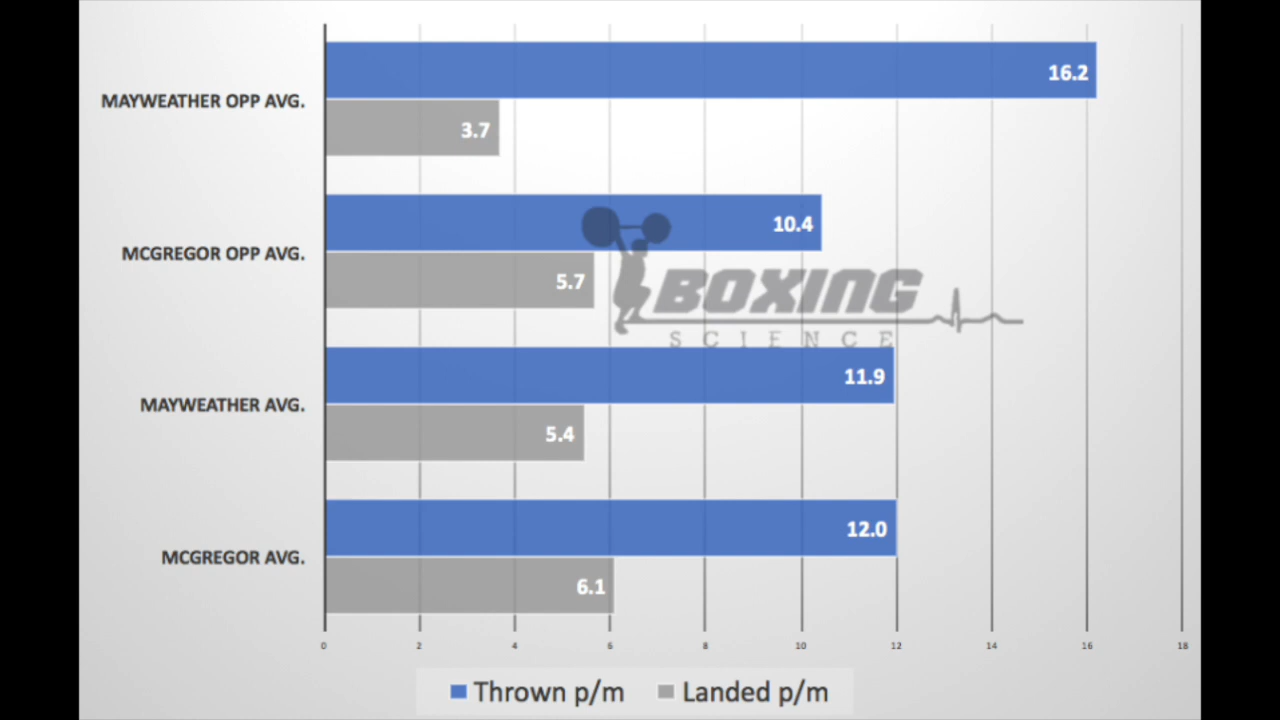 MAYWEATHER OPP AVG.
16.2
3.7
MCGREGOR OPP AVG.
10.4
5.7
BOXING
SCIENCE
MAYWEATHER AVG.
11.9
5.4
MCGREGOR AVG.
12.0
6.1
0 2 4 6 8 10 12 14 16 18
Thrown p/m Landed p/m